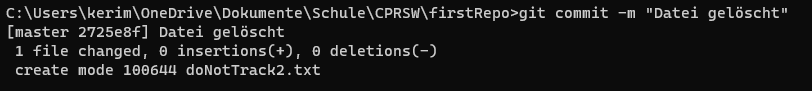 C:\Users\kerim\OneDrive\Dokumente\Schule\CPRSW\firstRepo>git commit -m "Datei gelöscht"
[master 2725e8f] Datei gelöscht
 1 file changed, 0 insertions(+), 0 deletions(-)
 create mode 100644 doNotTrack2.txt